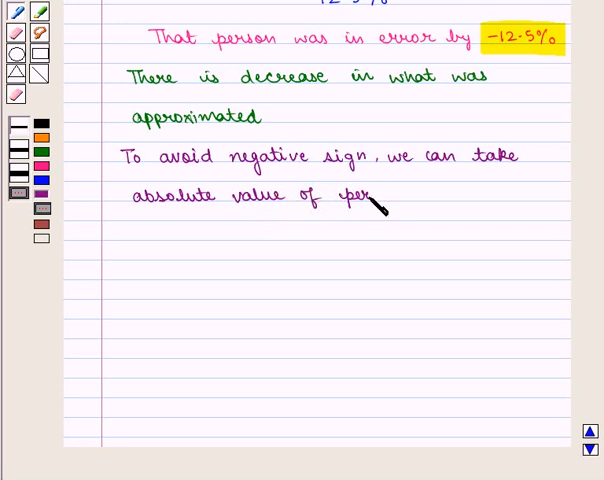 That person was in error by -12.5%
There is decrease in what was
approximated
To avoid negative sign, we can take
absolute value of per